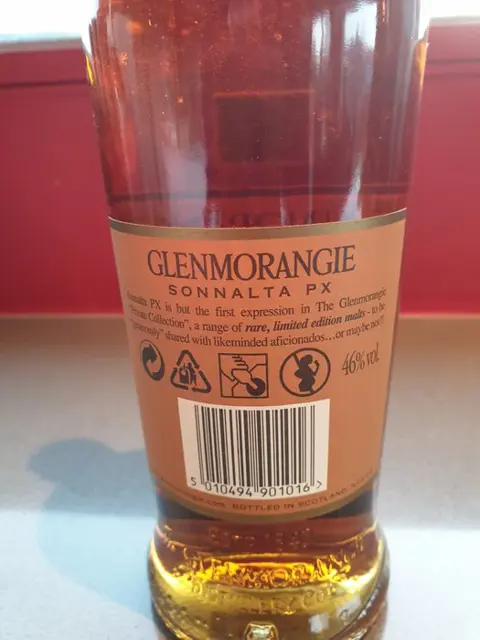 GLENMORANGIE
SONNALTA PX
Sonnalta PX is but the first expression in The Glenmorangie
"Private Collection", a range of rare, limited edition malts - to be
"generously" shared with likeminded aficionados...or maybe not!?
46% vol
5 010494 901016 >
BOTTLED IN SCOTLAND